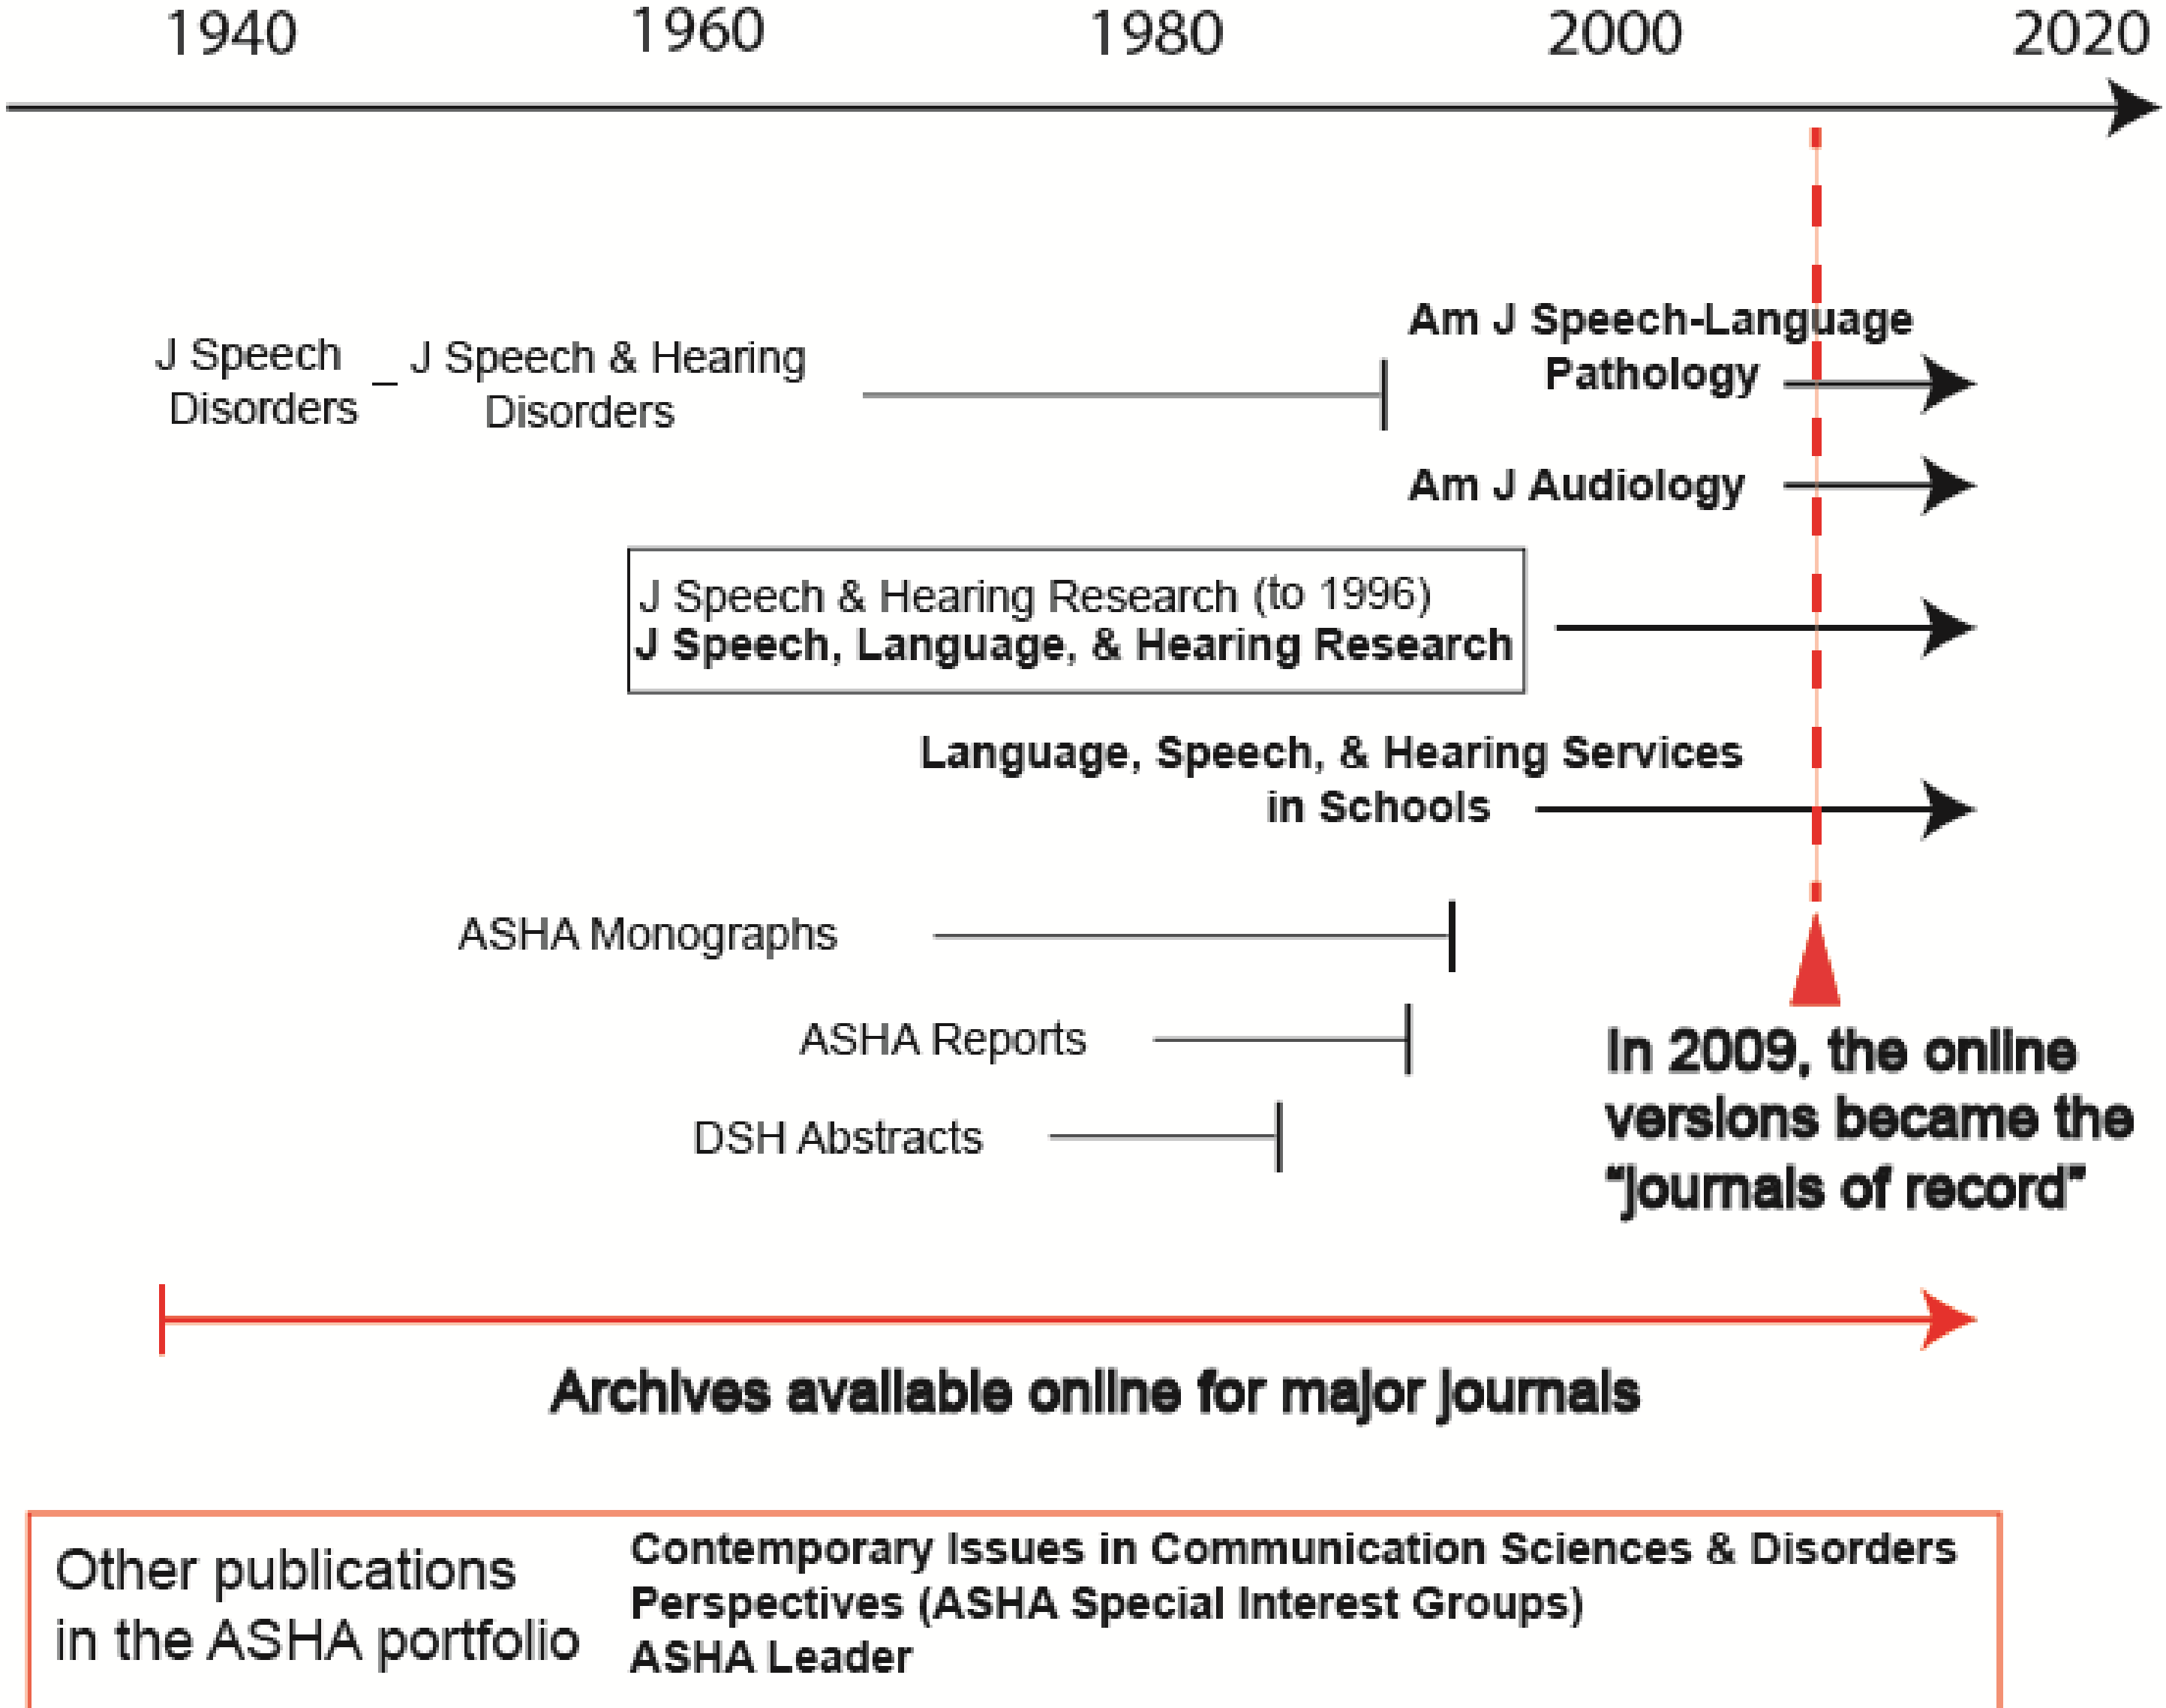 1940 1960 1980 2000 2020
Am J Speech-Language
Pathology
J Speech
Disorders
– J Speech & Hearing
Disorders
Am J Audiology
J Speech & Hearing Research (to 1996)
J Speech, Language, & Hearing Research
Language, Speech, & Hearing Services
in Schools
ASHA Monographs
ASHA Reports
DSH Abstracts
In 2009, the online
versions became the
“journals of record”
Archives available online for major journals
Other publications
in the ASHA portfolio
Contemporary Issues in Communication Sciences & Disorders
Perspectives (ASHA Special Interest Groups)
ASHA Leader